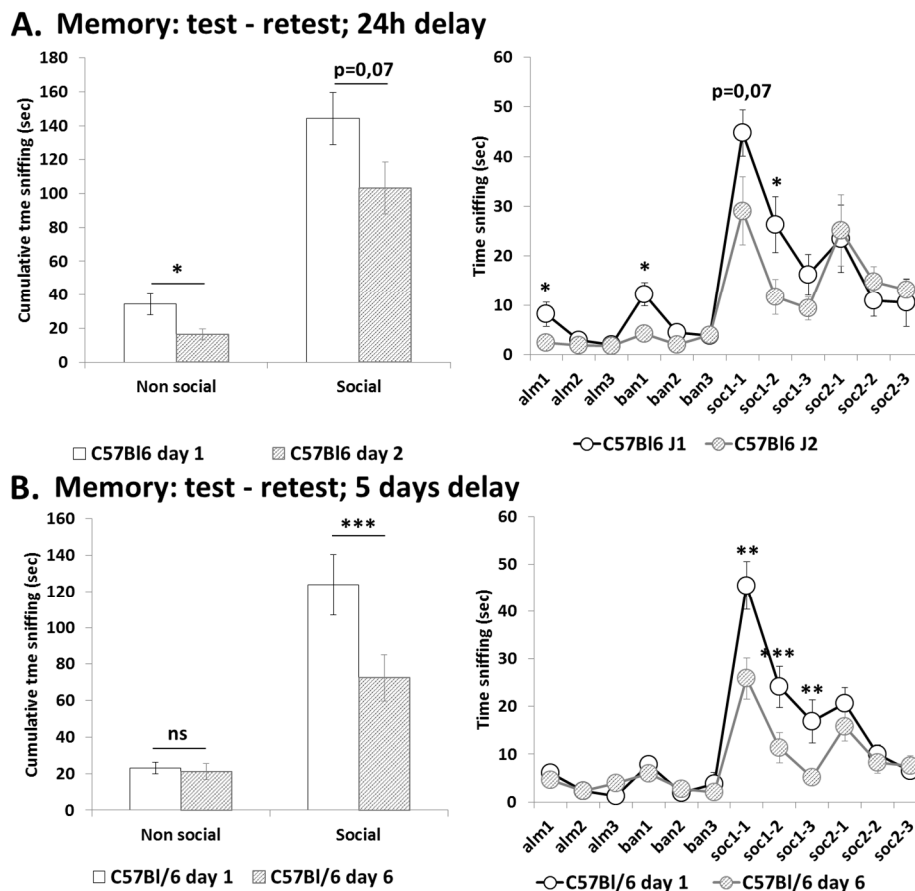 A. Memory: test - retest; 24h delay
Cumulative tme sniffing (sec)
180
160
140
120
100
80
60
40
20
0
*
p=0,07
Non social
Social
C57Bl6 day 1
C57Bl6 day 2
Time sniffing (sec)
60
50
40
30
20
10
0
*
*
p=0,07
*
alm1
alm2
alm3
ban1
ban2
ban3
soc1-1
soc1-2
soc1-3
soc2-1
soc2-2
soc2-3
C57Bl6 J1
C57Bl6 J2
B. Memory: test - retest; 5 days delay
Cumulative tme sniffing (sec)
160
140
120
100
80
60
40
20
0
ns
***
Non social
Social
C57Bl/6 day 1
C57Bl/6 day 6
Time sniffing (sec)
60
50
40
30
20
10
0
**
***
**
alm1
alm2
alm3
ban1
ban2
ban3
soc1-1
soc1-2
soc1-3
soc2-1
soc2-2
soc2-3
C57Bl/6 day 1
C57Bl/6 day 6